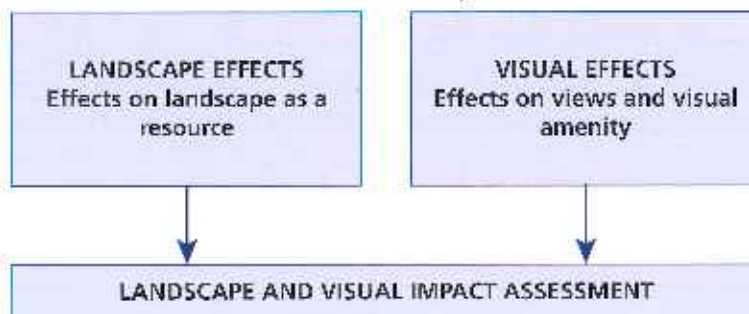 LANDSCAPE EFFECTS
Effects on landscape as a
resource
VISUAL EFFECTS
Effects on views and visual
amenity
LANDSCAPE AND VISUAL IMPACT ASSESSMENT